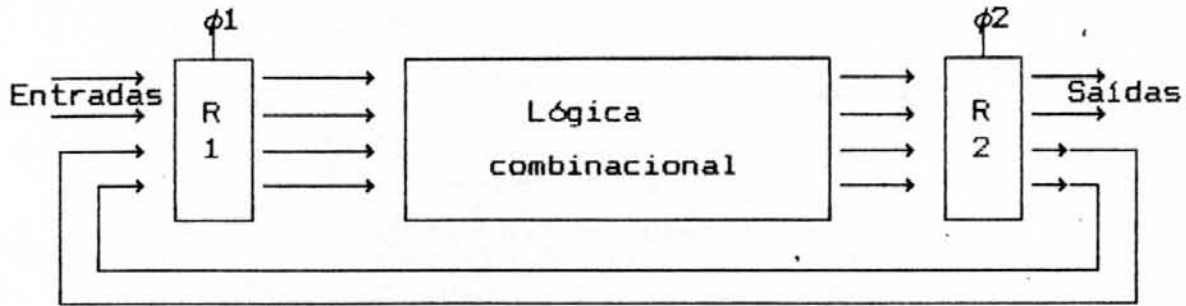 ϕ1
ϕ2
Entradas
R
1
Lógica
combinacional
R
2
Saídas